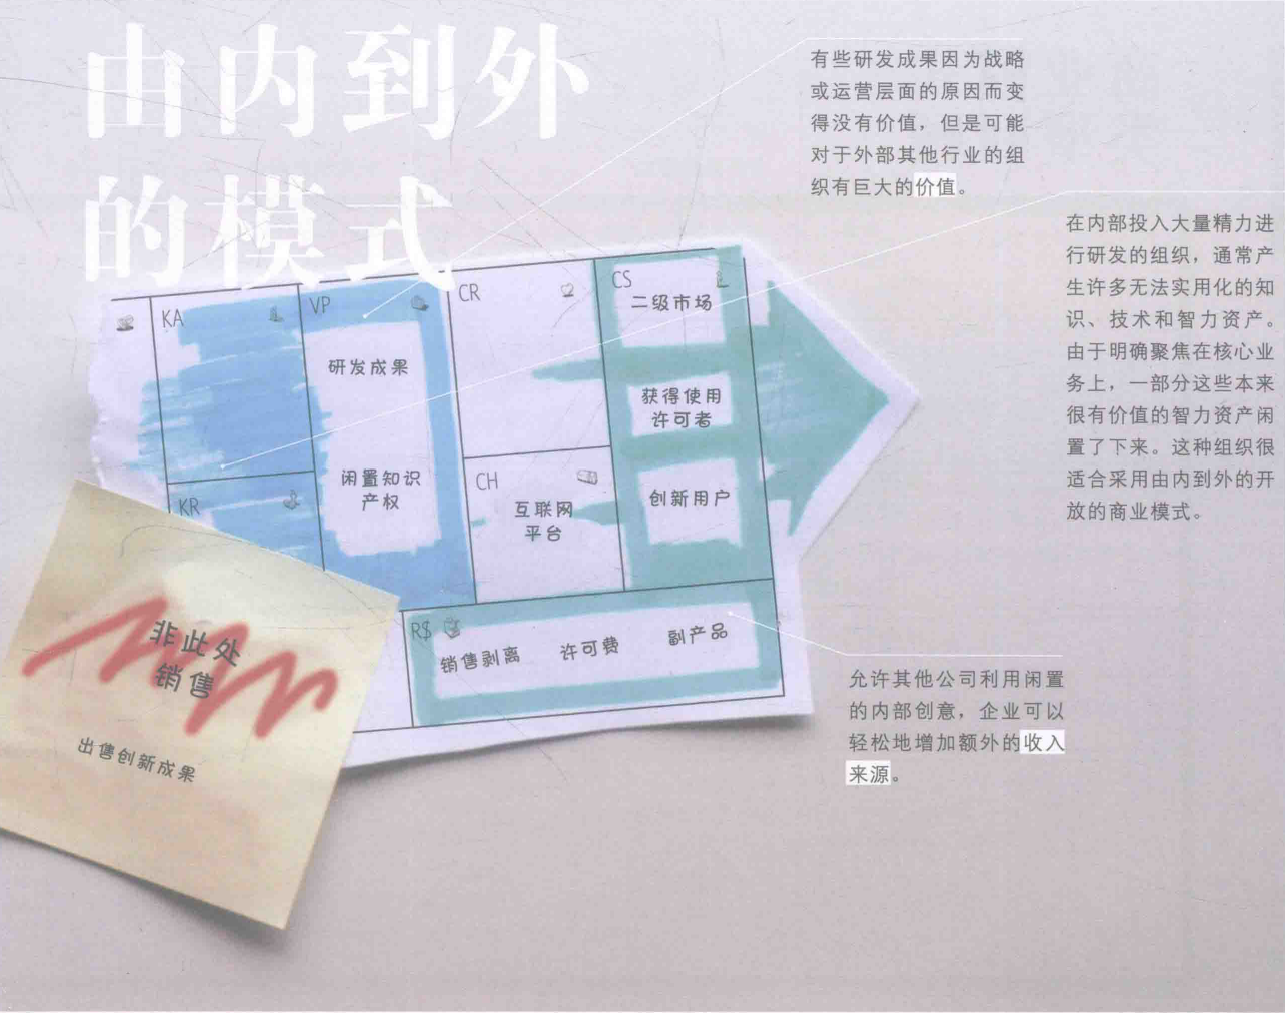 由内到外
的模式
有些研发成果因为战略
或运营层面的原因而变
得没有价值，但是可能
对于外部其他行业的组
织有巨大的价值。
在内部投入大量精力进
行研发的组织，通常产
生许多无法实用化的知
识、技术和智力资产。
由于明确聚焦在核心业
务上，一部分这些本来
很有价值的智力资产闲
置了下来。这种组织很
适合采用由内到外的开
放的商业模式。
KA
VP
研发成果
闲置知识
产权
CR
CS
二级市场
获得使用
许可者
创新用户
KR
CH
互联网
平台
R$
销售剥离
许可费
副产品
非此处
销售
出售创新成果
允许其他公司利用闲置
的内部创意，企业可以
轻松地增加额外的收入
来源。